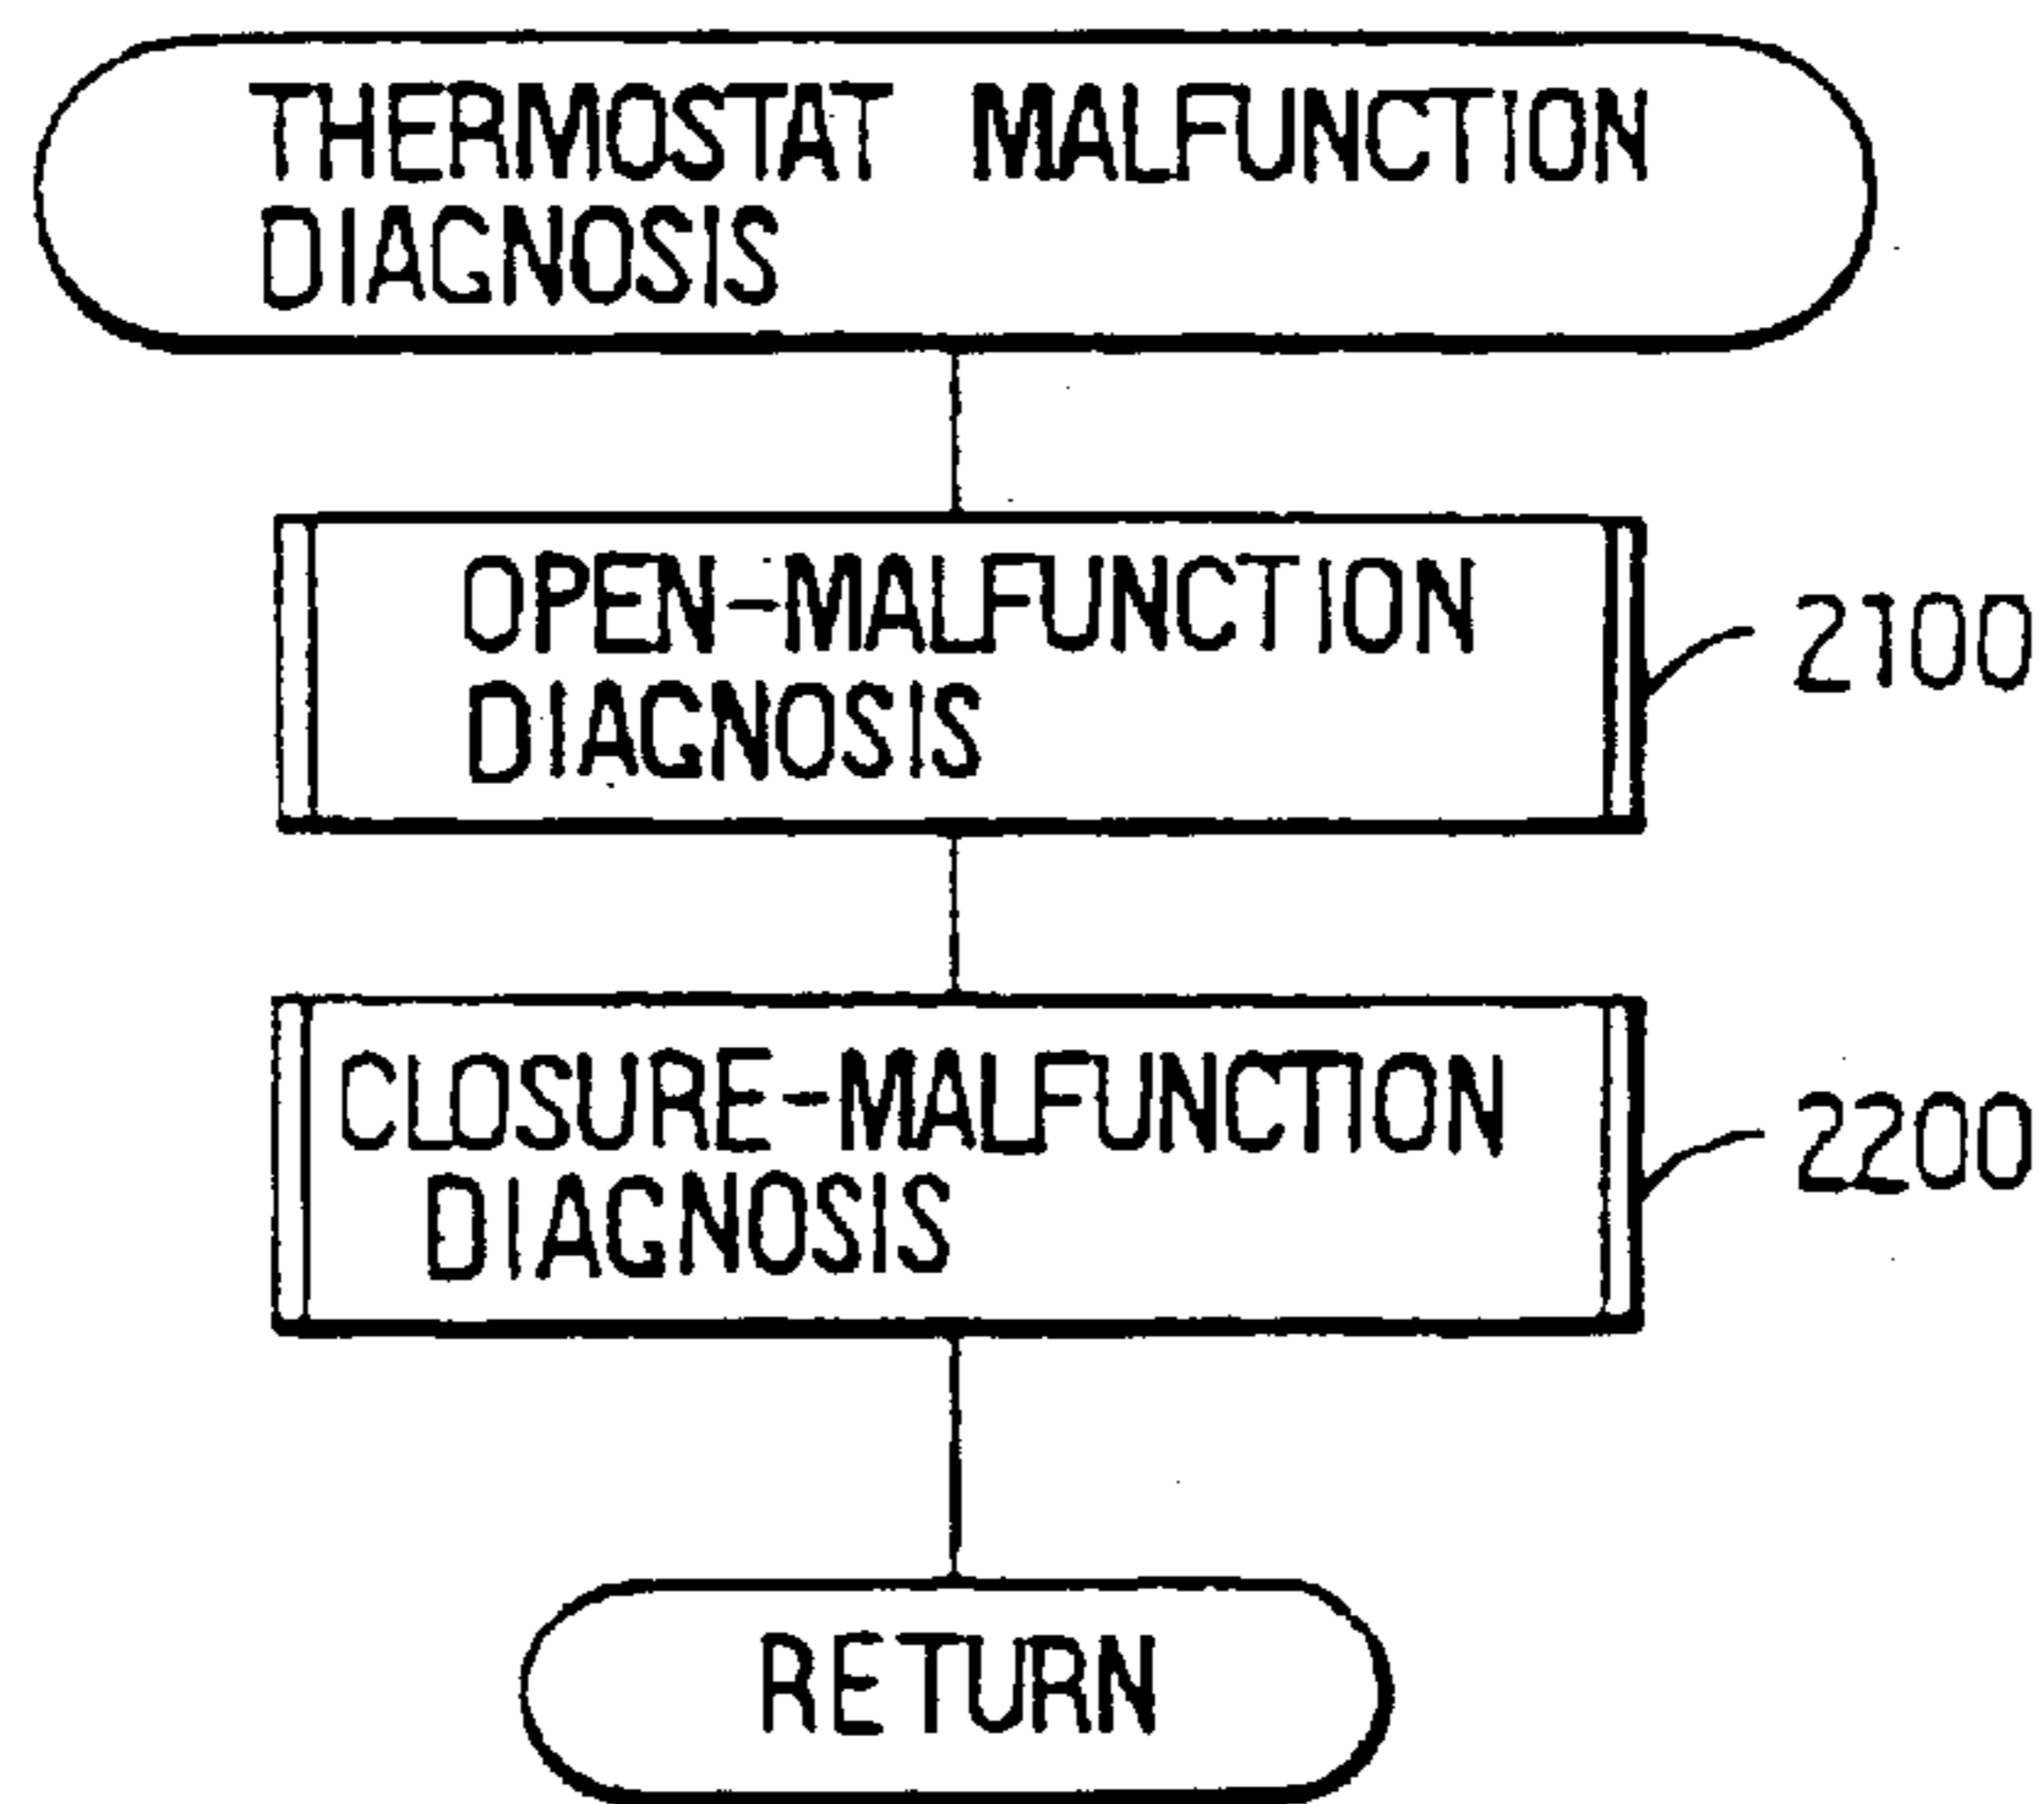 THERMOSTAT MALFUNCTION
DIAGNOSIS
OPEN-MALFUNCTION
DIAGNOSIS
2100
CLOSURE-MALFUNCTION
DIAGNOSIS
2200
RETURN